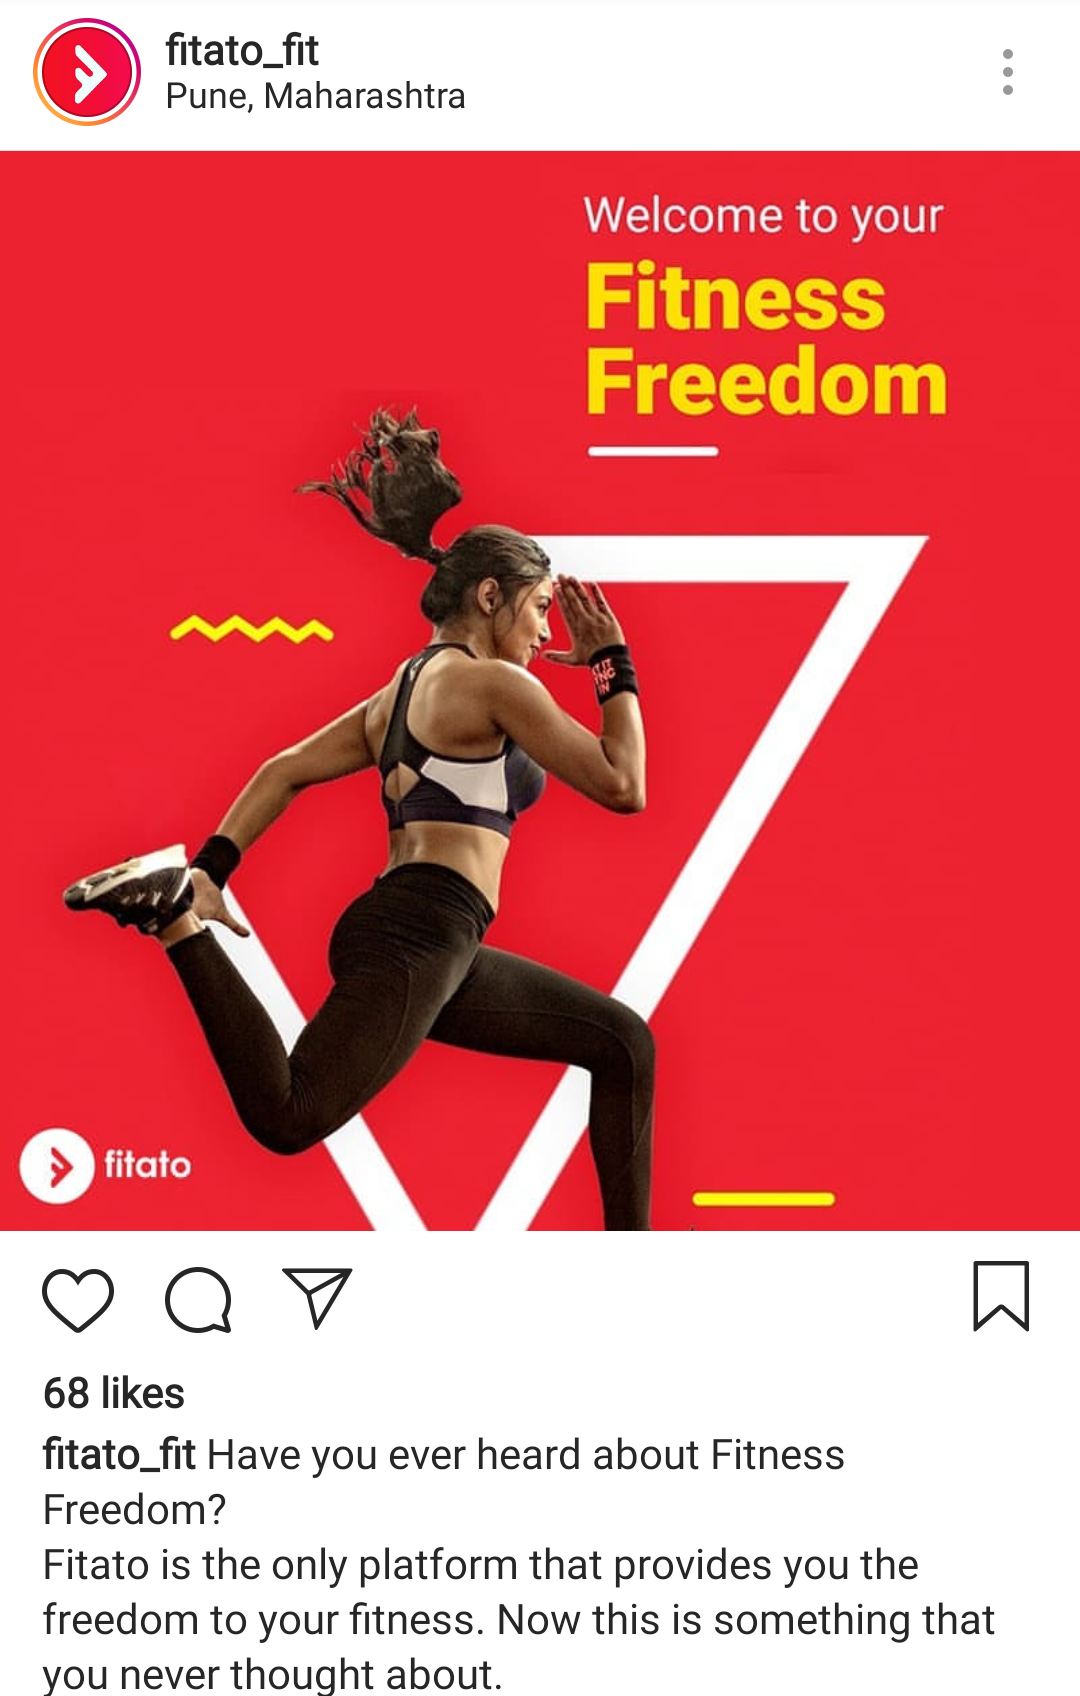 fitato_fit
Pune, Maharashtra
Welcome to your
Fitness
Freedom
fitato
68 likes
fitato_fit Have you ever heard about Fitness
Freedom?
Fitato is the only platform that provides you the
freedom to your fitness. Now this is something that
you never thought about.